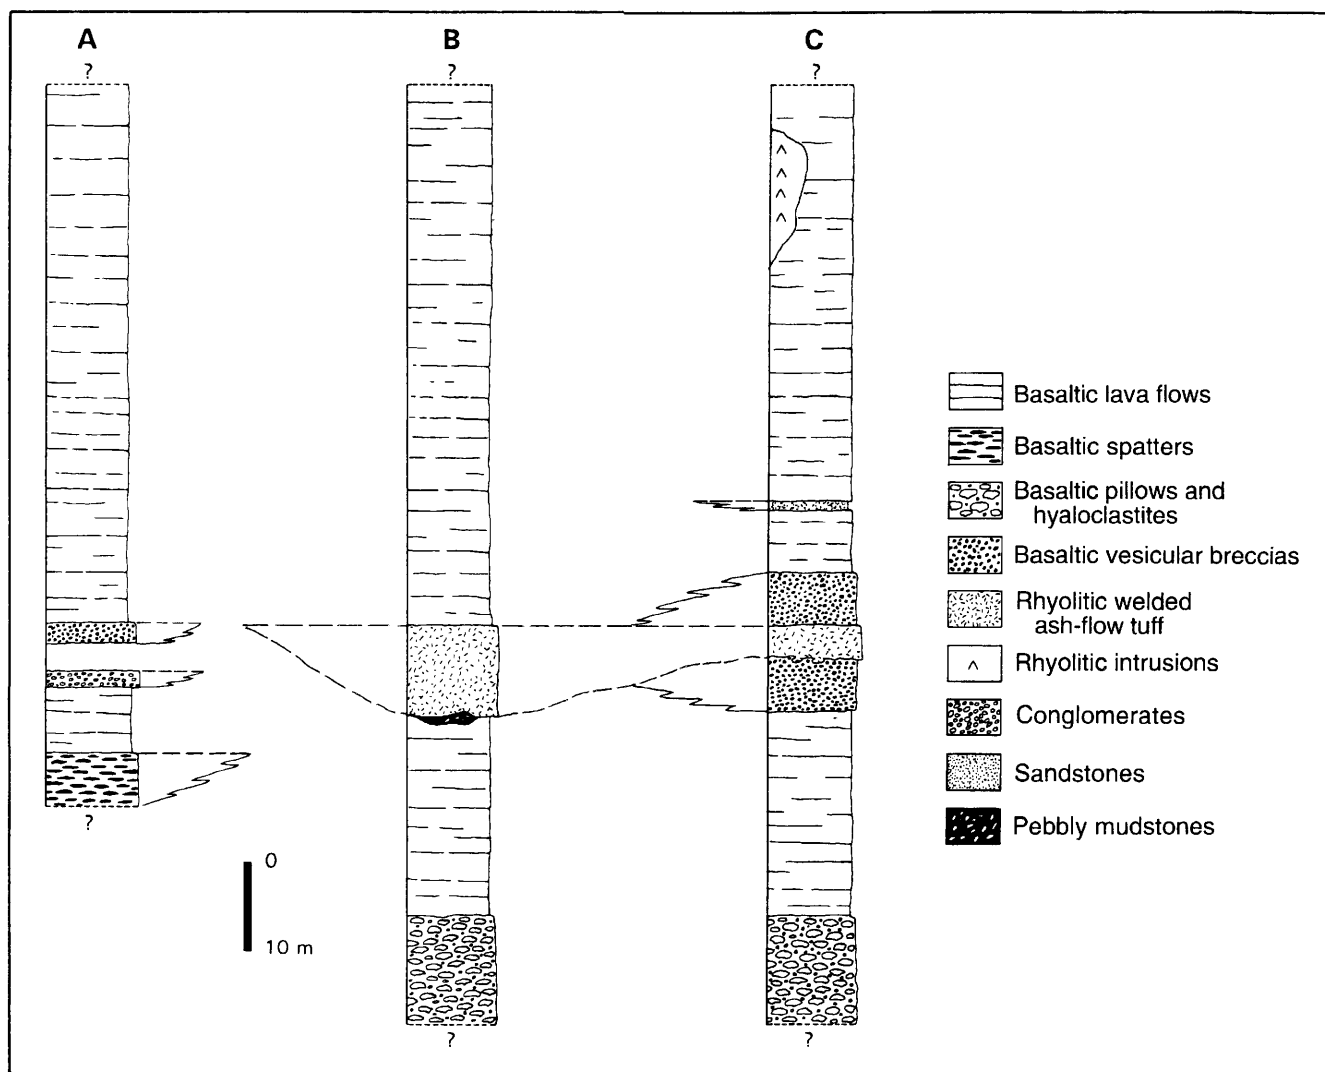 A B C
? ? ?
Basaltic lava flows
Basaltic spatters
Basaltic pillows and
hyaloclastites
Basaltic vesicular breccias
Rhyolitic welded
ash-flow tuff
Rhyolitic intrusions
Conglomerates
Sandstones
Pebbly mudstones
?
0
10 m
? ?